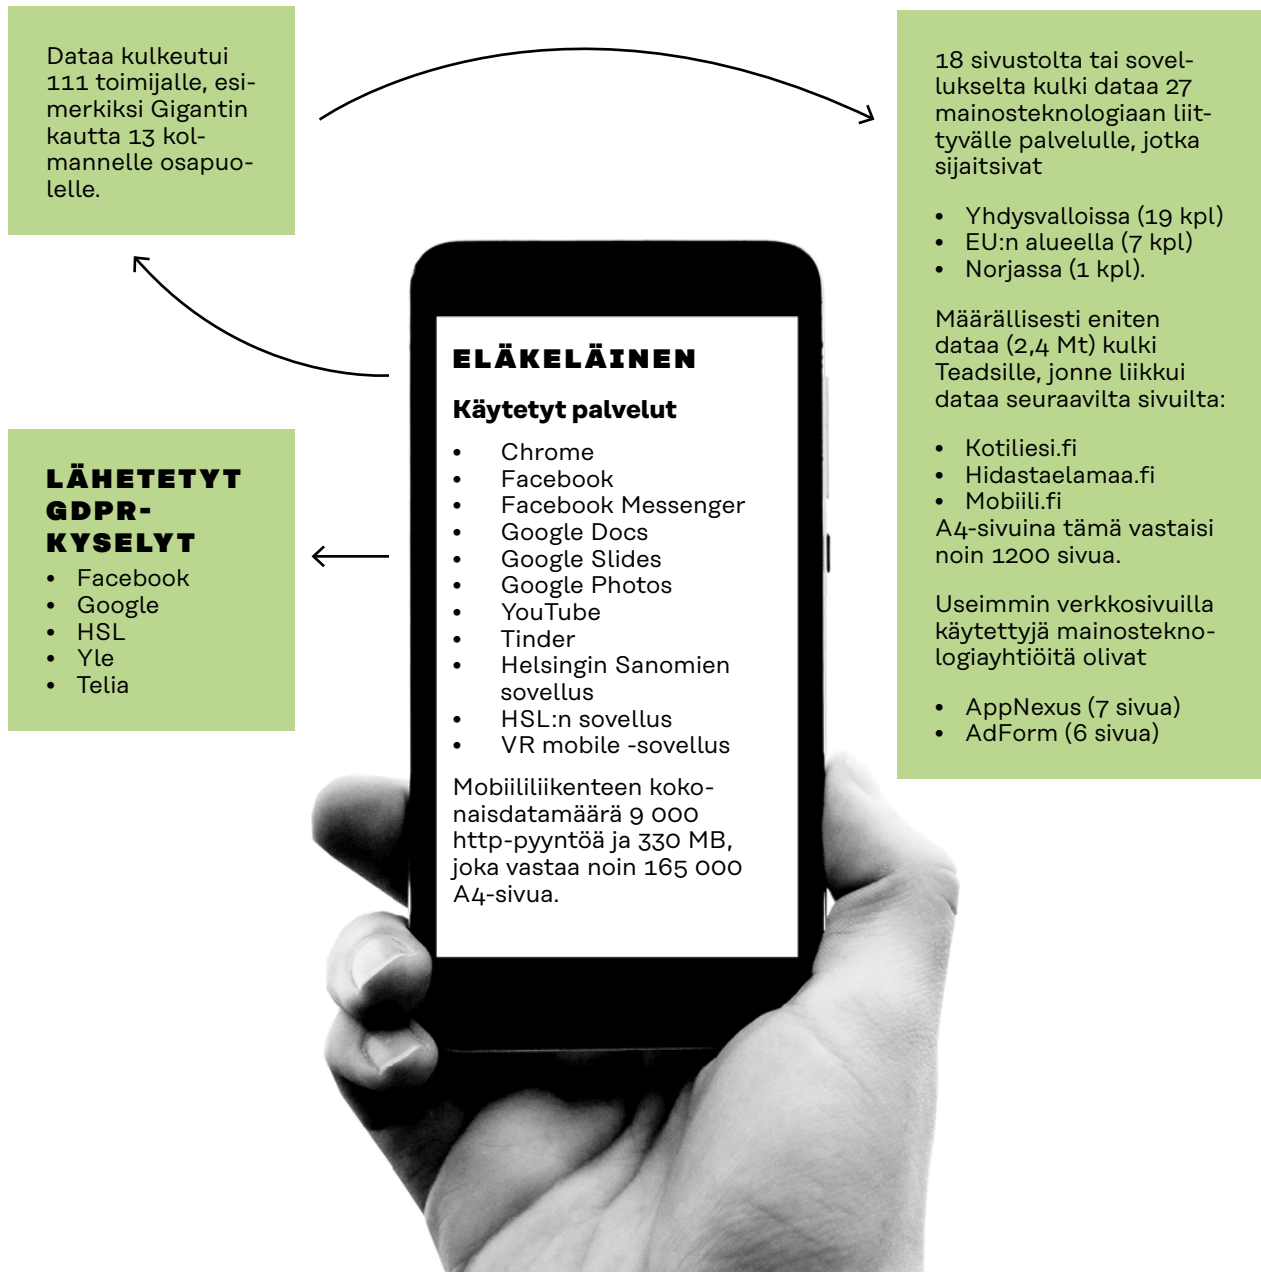 Dataa kulkeutui
111 toimijalle, esi-
merkiksi Gigantin
kautta 13 kol-
mannelle osapuo-
lelle.
18 sivustolta tai sovel-
lukselta kulki dataa 27
mainosteknologiaan liit-
tyvälle palvelulle, jotka
sijaitsivat
• Yhdysvalloissa (19 kpl)
• EU:n alueella (7 kpl)
• Norjassa (1 kpl).
Määrällisesti eniten
dataa (2,4 Mt) kulki
Teadsille, jonne liikkui
dataa seuraavilta sivuilta:
• Kotiliesi.fi
• Hidastaelamaa.fi
• Mobiili.fi
A4-sivuina tämä vastaisi
noin 1200 sivua.
Useimmin verkkosivuilla
käytettyjä mainostekno-
logiayhtiöitä olivat
• AppNexus (7 sivua)
• AdForm (6 sivua)
ELÄKELÄINEN
Käytetyt palvelut
• Chrome
• Facebook
• Facebook Messenger
• Google Docs
• Google Slides
• Google Photos
• YouTube
• Tinder
• Helsingin Sanomien
sovellus
• HSL:n sovellus
• VR mobile -sovellus
Mobiililiikenteen koko-
naisdatamäärä 9 000
http-pyyntöä ja 330 MB,
joka vastaa noin 165 000
A4-sivua.
LÄHETETYT
GDPR-
KYSELYT
• Facebook
• Google
• HSL
• Yle
• Telia